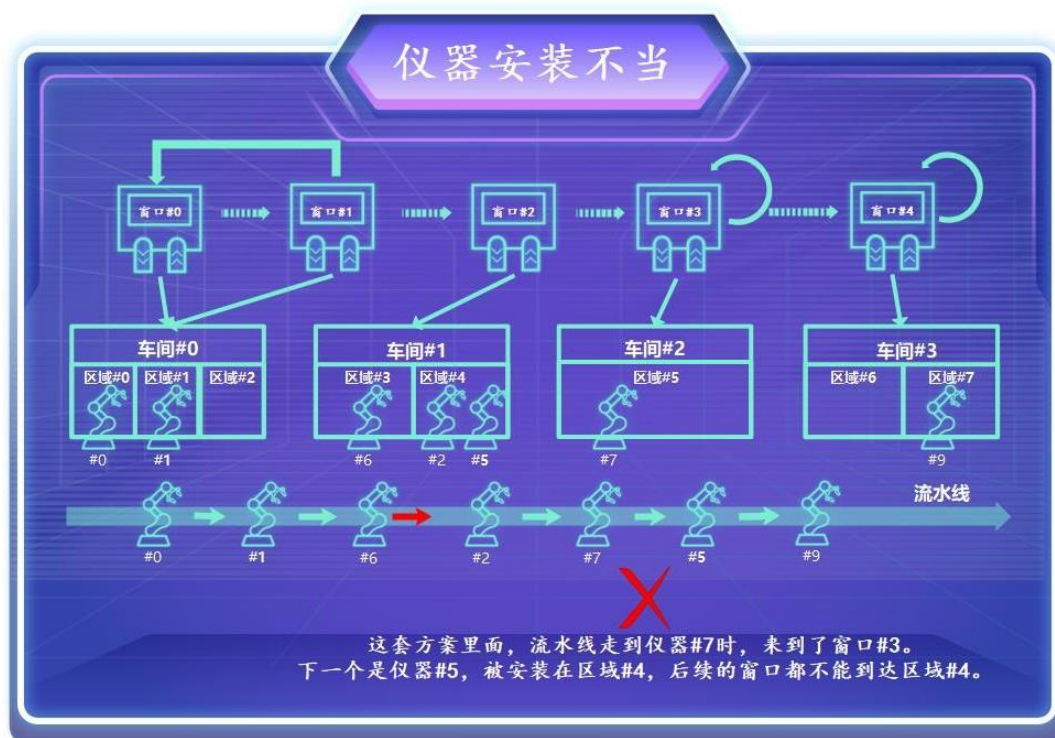 仪器安装不当
窗口#0
窗口#1
窗口#2
窗口#3
窗口#4
车间#0
车间#1
车间#2
车间#3
区域#0
区域#1
区域#2
区域#3
区域#4
区域#5
区域#6
区域#7
#0
#1
#6
#2
#5
#7
#9
流水线
#0
#1
#6
#2
#7
#5
#9
这套方案里面，流水线走到仪器#7时，来到了窗口#3。
下一个是仪器#5，被安装在区域#4，后续的窗口都不能到达区域#4。